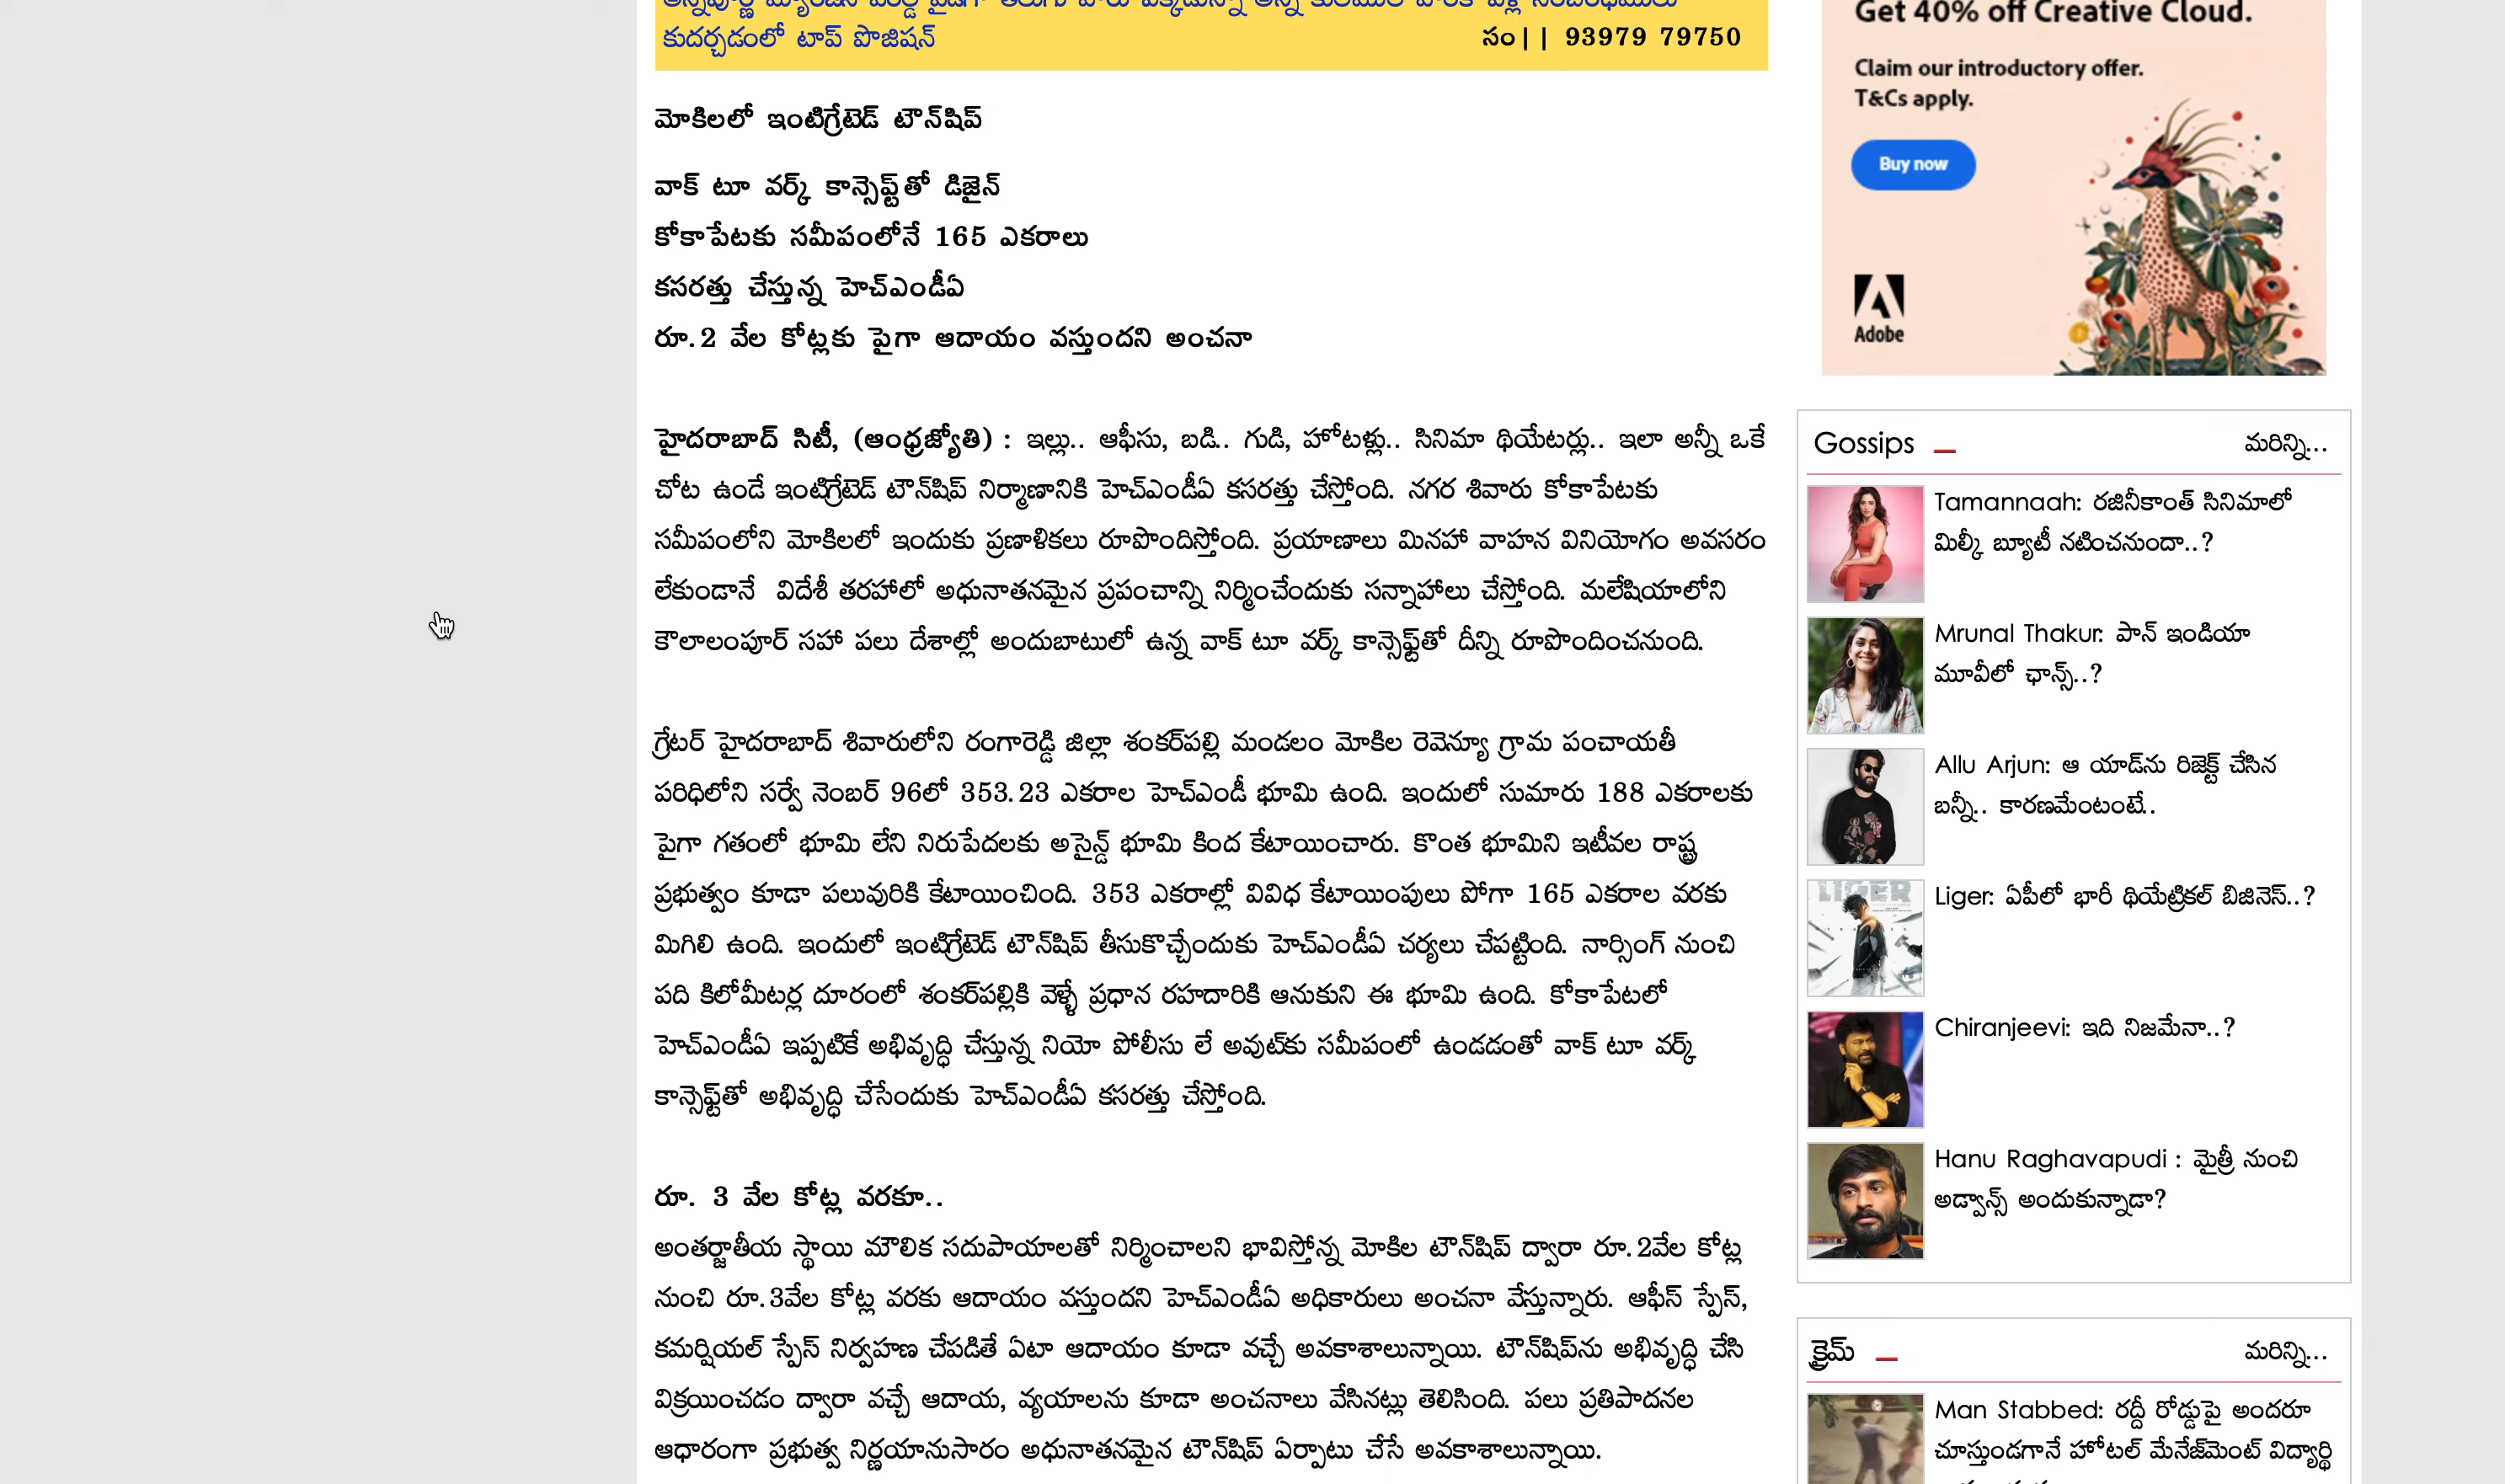 కుదర్చడంలో టాప్ పొజిషన్ సం|| 93979 79750
మోకిలలో ఇంటిగ్రేటెడ్ టౌన్‌షిప్
వాక్ టూ వర్క్ కాన్సెప్ట్‌తో డిజైన్
కోకాపేటకు సమీపంలోనే 165 ఎకరాలు
కసరత్తు చేస్తున్న హెచ్ఎండీఏ
రూ.2 వేల కోట్లకు పైగా ఆదాయం వస్తుందని అంచనా
హైదరాబాద్ సిటీ, (ఆంధ్రజ్యోతి) : ఇల్లు.. ఆఫీసు, బడి.. గుడి, హోటళ్లు.. సినిమా థియేటర్లు.. ఇలా అన్నీ ఒకే
చోట ఉండే ఇంటిగ్రేటెడ్ టౌన్‌షిప్ నిర్మాణానికి హెచ్ఎండీఏ కసరత్తు చేస్తోంది. నగర శివారు కోకాపేటకు
సమీపంలోని మోకిలలో ఇందుకు ప్రణాళికలు రూపొందిస్తోంది. ప్రయాణాలు మినహా వాహన వినియోగం అవసరం
లేకుండానే విదేశీ తరహాలో అధునాతనమైన ప్రపంచాన్ని నిర్మించేందుకు సన్నాహాలు చేస్తోంది. మలేషియాలోని
కౌలాలంపూర్ సహా పలు దేశాల్లో అందుబాటులో ఉన్న వాక్ టూ వర్క్ కాన్సెఫ్ట్‌తో దీన్ని రూపొందించనుంది.
గ్రేటర్ హైదరాబాద్ శివారులోని రంగారెడ్డి జిల్లా శంకర్‌పల్లి మండలం మోకిల రెవెన్యూ గ్రామ పంచాయతీ
పరిధిలోని సర్వే నెంబర్ 96లో 353.23 ఎకరాల హెచ్ఎండీ భూమి ఉంది. ఇందులో సుమారు 188 ఎకరాలకు
పైగా గతంలో భూమి లేని నిరుపేదలకు అసైన్డ్ భూమి కింద కేటాయించారు. కొంత భూమిని ఇటీవల రాష్ట్ర
ప్రభుత్వం కూడా పలువురికి కేటాయించింది. 353 ఎకరాల్లో వివిధ కేటాయింపులు పోగా 165 ఎకరాల వరకు
మిగిలి ఉంది. ఇందులో ఇంటిగ్రేటెడ్ టౌన్‌షిప్ తీసుకొచ్చేందుకు హెచ్ఎండీఏ చర్యలు చేపట్టింది. నార్సింగ్ నుంచి
పది కిలోమీటర్ల దూరంలో శంకర్‌పల్లికి వెళ్ళే ప్రధాన రహదారికి ఆనుకుని ఈ భూమి ఉంది. కోకాపేటలో
హెచ్ఎండీఏ ఇప్పటికే అభివృద్ధి చేస్తున్న నియో పోలీసు లే అవుట్‌కు సమీపంలో ఉండడంతో వాక్ టూ వర్క్
కాన్సెఫ్ట్‌తో అభివృద్ధి చేసేందుకు హెచ్ఎండీఏ కసరత్తు చేస్తోంది.
రూ. 3 వేల కోట్ల వరకూ..
అంతర్జాతీయ స్థాయి మౌలిక సదుపాయాలతో నిర్మించాలని భావిస్తోన్న మోకిల టౌన్‌షిప్ ద్వారా రూ.2వేల కోట్ల
నుంచి రూ.3వేల కోట్ల వరకు ఆదాయం వస్తుందని హెచ్ఎండీఏ అధికారులు అంచనా వేస్తున్నారు. ఆఫీస్ స్పేస్,
కమర్షియల్ స్పేస్ నిర్వహణ చేపడితే ఏటా ఆదాయం కూడా వచ్చే అవకాశాలున్నాయి. టౌన్‌షిప్‌ను అభివృద్ధి చేసి
విక్రయించడం ద్వారా వచ్చే ఆదాయ, వ్యయాలను కూడా అంచనాలు వేసినట్లు తెలిసింది. పలు ప్రతిపాదనల
ఆధారంగా ప్రభుత్వ నిర్ణయానుసారం అధునాతనమైన టౌన్‌షిప్ ఏర్పాటు చేసే అవకాశాలున్నాయి.
Get 40% off Creative Cloud.
Claim our introductory offer.
T&Cs apply.
Buy now
Adobe
Gossips మరిన్ని...
Tamannaah: రజినీకాంత్ సినిమాలో
మిల్కీ బ్యూటీ నటించనుందా..?
Mrunal Thakur: పాన్ ఇండియా
మూవీలో ఛాన్స్..?
Allu Arjun: ఆ యాడ్‌ను రిజెక్ట్ చేసిన
బన్నీ.. కారణమేంటంటే..
Liger: ఏపీలో భారీ థియేట్రికల్ బిజినెస్..?
LIGER
Chiranjeevi: ఇది నిజమేనా..?
Hanu Raghavapudi : మైత్రీ నుంచి
అడ్వాన్స్ అందుకున్నాడా?
క్రైమ్ మరిన్ని...
Man Stabbed: రద్దీ రోడ్డుపై అందరూ
చూస్తుండగానే హోటల్ మేనేజ్‌మెంట్ విద్యార్థి